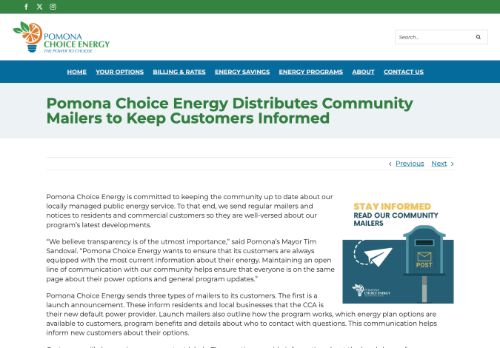 POMONA
CHOICE ENERGY
THE POWER TO CHOOSE
Search...
HOME YOUR OPTIONS BILLING & RATES ENERGY SAVINGS ENERGY PROGRAMS ABOUT CONTACT US
Pomona Choice Energy Distributes Community
Mailers to Keep Customers Informed
Previous Next
Pomona Choice Energy is committed to keeping the community up to date about our
locally managed public energy service. To that end, we send regular mailers and
notices to residents and commercial customers so they are well-versed about our
program's latest developments.
STAY INFORMED
READ OUR COMMUNITY
MAILERS
POST
POMONA
CHOICE ENERGY
"We believe transparency is of the utmost importance," said Pomona's Mayor Tim
Sandoval. "Pomona Choice Energy wants to ensure that its customers are always
equipped with the most current information about their energy. Maintaining an open
line of communication with our community helps ensure that everyone is on the same
page about their power options and general program updates."
Pomona Choice Energy sends three types of mailers to its customers. The first is a
launch announcement. These inform residents and local businesses that the CCA is
their new default power provider. Launch mailers also outline how the program works, which energy plan options are
available to customers, program benefits and details about who to contact with questions. This communication helps
inform new customers about their options.